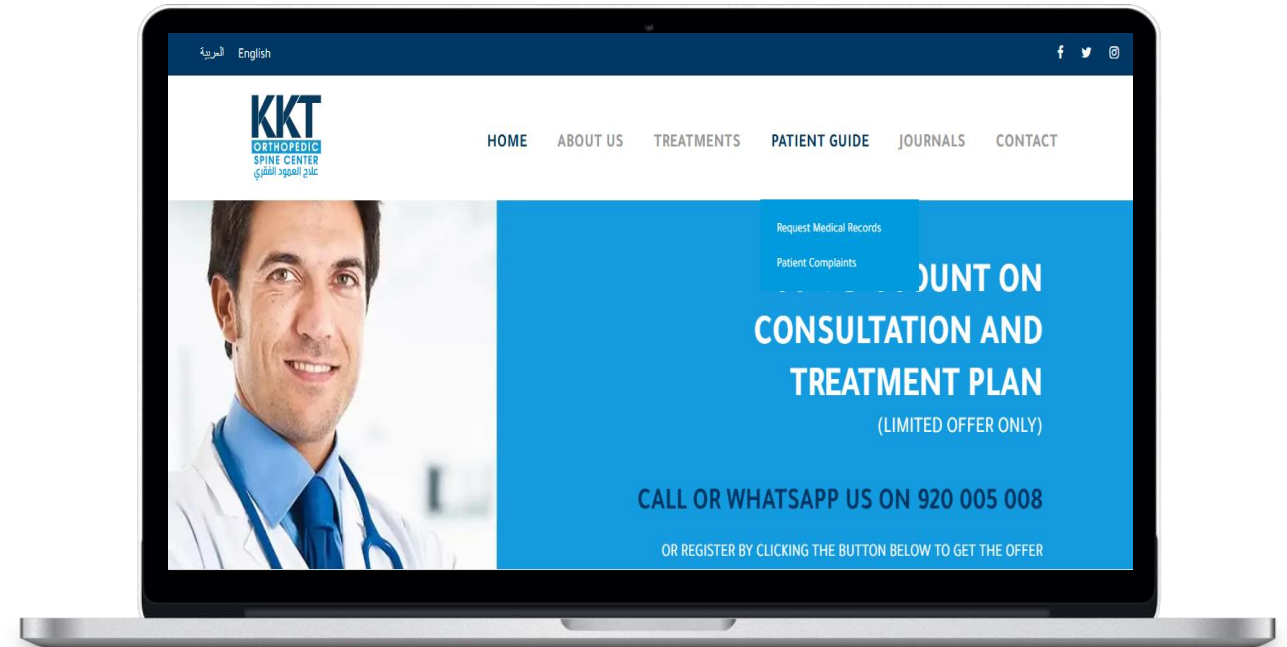 العربية English
KKT
ORTHOPEDIC
SPINE CENTER
علاج العمود الفقري
HOME ABOUT US TREATMENTS PATIENT GUIDE JOURNALS CONTACT
Request Medical Records
Patient Complaints
ON
CONSULTATION AND
TREATMENT PLAN
(LIMITED OFFER ONLY)
CALL OR WHATSAPP US ON 920 005 008
OR REGISTER BY CLICKING THE BUTTON BELOW TO GET THE OFFER